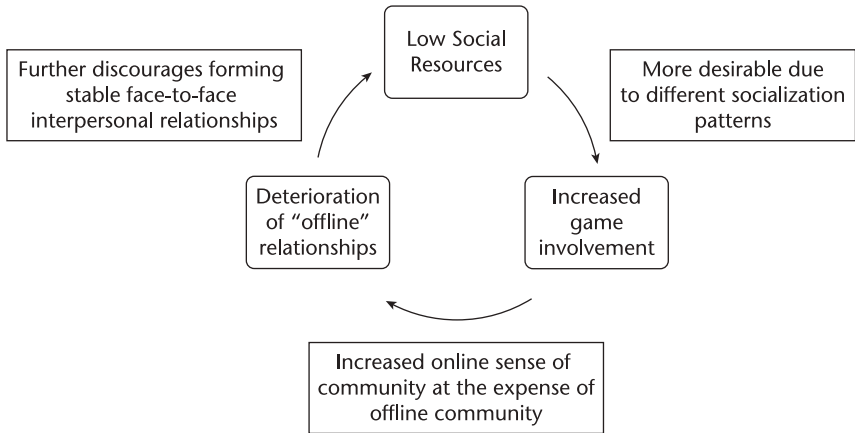 Low Social
Resources
Further discourages forming
stable face-to-face
interpersonal relationships
More desirable due
to different socialization
patterns
Deterioration
of “offline”
relationships
Increased
game
involvement
Increased online sense of
community at the expense of
offline community